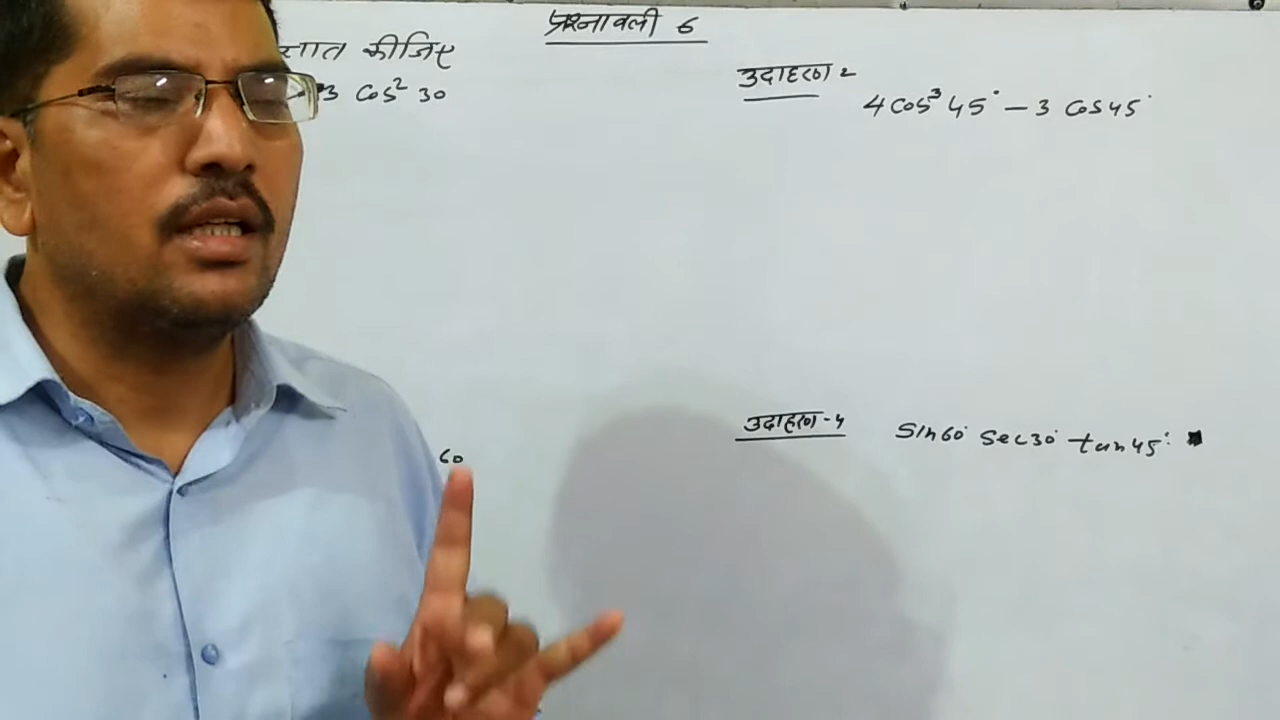 प्रश्नावली 6
ज्ञात कीजिए
3 cos² 30
उदाहरण 2
4 cos³ 45° - 3 cos 45°
60
उदाहरण - 4
sin 60° sec 30° tan 45°